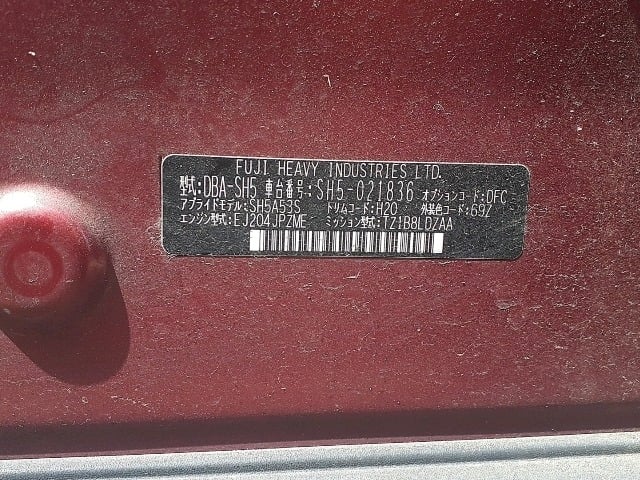 FUJI HEAVY INDUSTRIES LTD.
型式:DBA-SH5 車台番号:SH5-021836 オプションコード:DFC
アプライドモデル:SH5A53S トリムコード:H20 外装色コード:69Z
エンジン型式:EJ204JPZME ミッション型式:TZ1B8LDZAA